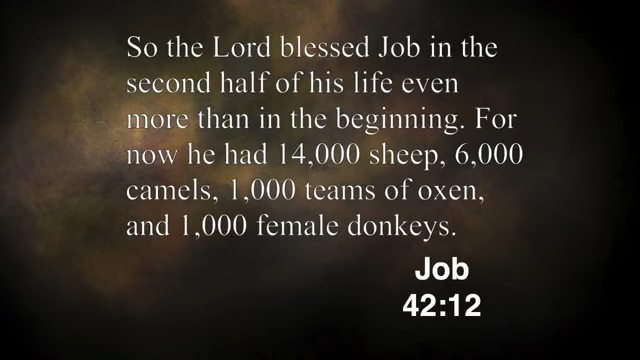 So the Lord blessed Job in the
second half of his life even
more than in the beginning. For
now he had 14,000 sheep, 6,000
camels, 1,000 teams of oxen,
and 1,000 female donkeys.
Job
42:12